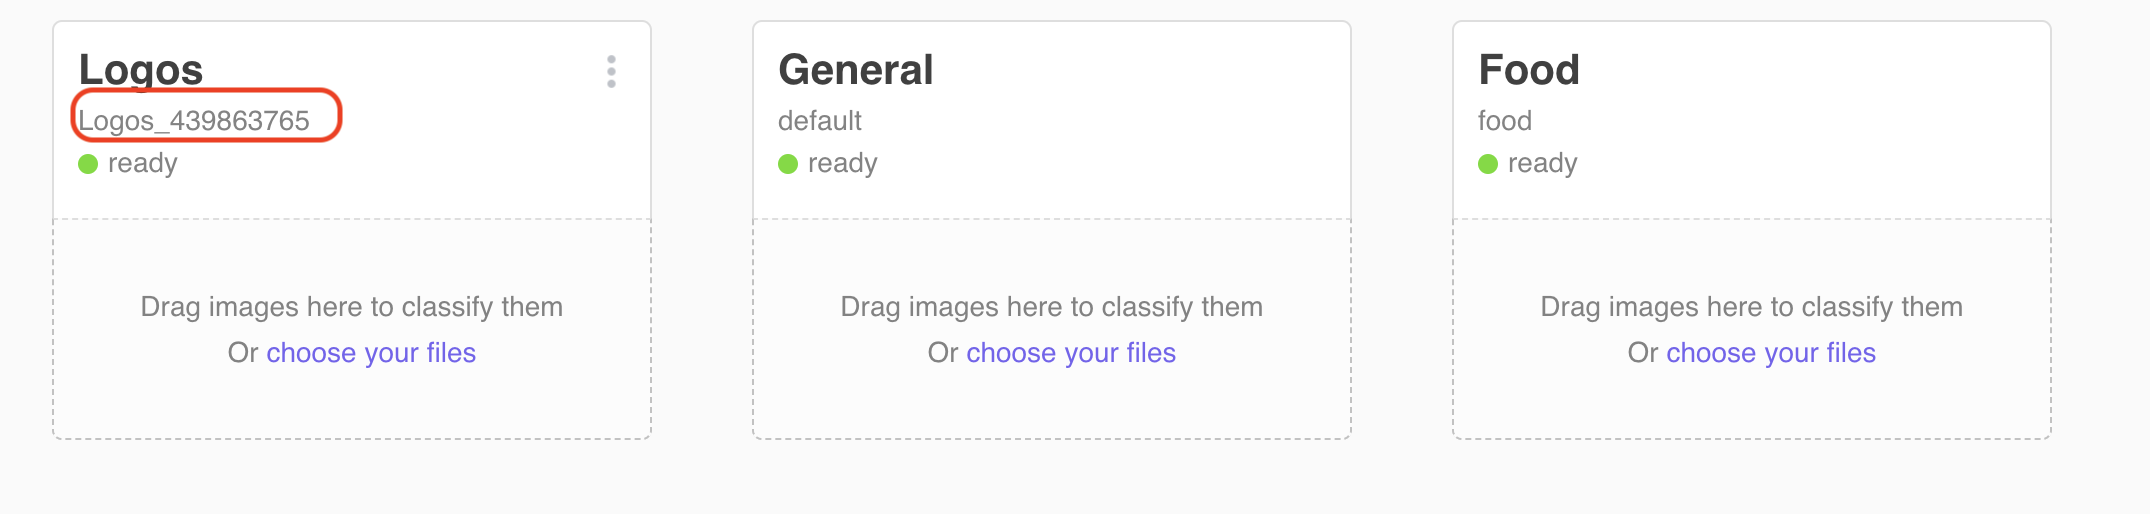 Logos
Logos_439863765
ready
Drag images here to classify them
Or choose your files
General
default
ready
Drag images here to classify them
Or choose your files
Food
food
ready
Drag images here to classify them
Or choose your files